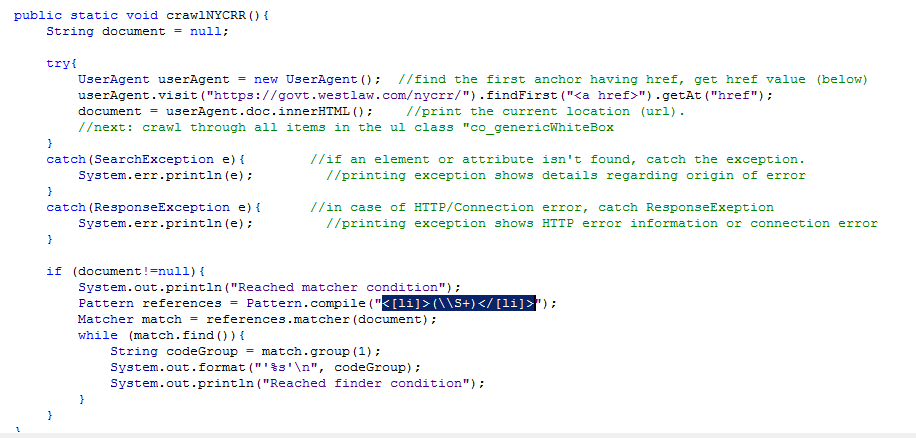 public static void crawlNYCRR(){
    String document = null;

    try{
        UserAgent userAgent = new UserAgent();  //find the first anchor having href, get href value (below)
        userAgent.visit("https://govt.westlaw.com/nycrr/").findFirst("<a href>").getAt("href");
        document = userAgent.doc.innerHTML();    //print the current location (url).
        //next: crawl through all items in the ul class "co_genericWhiteBox
    }
    catch(SearchException e){        //if an element or attribute isn't found, catch the exception.
        System.err.println(e);         //printing exception shows details regarding origin of error
    }
    catch(ResponseException e){      //in case of HTTP/Connection error, catch ResponseExeption
        System.err.println(e);         //printing exception shows HTTP error information or connection error
    }

    if (document!=null){
        System.out.println("Reached matcher condition");
        Pattern references = Pattern.compile("<[li]>(\\S+)</[li]>");
        Matcher match = references.matcher(document);
        while (match.find()){
            String codeGroup = match.group(1);
            System.out.format("'%s'\n", codeGroup);
            System.out.println("Reached finder condition");
        }
    }
}